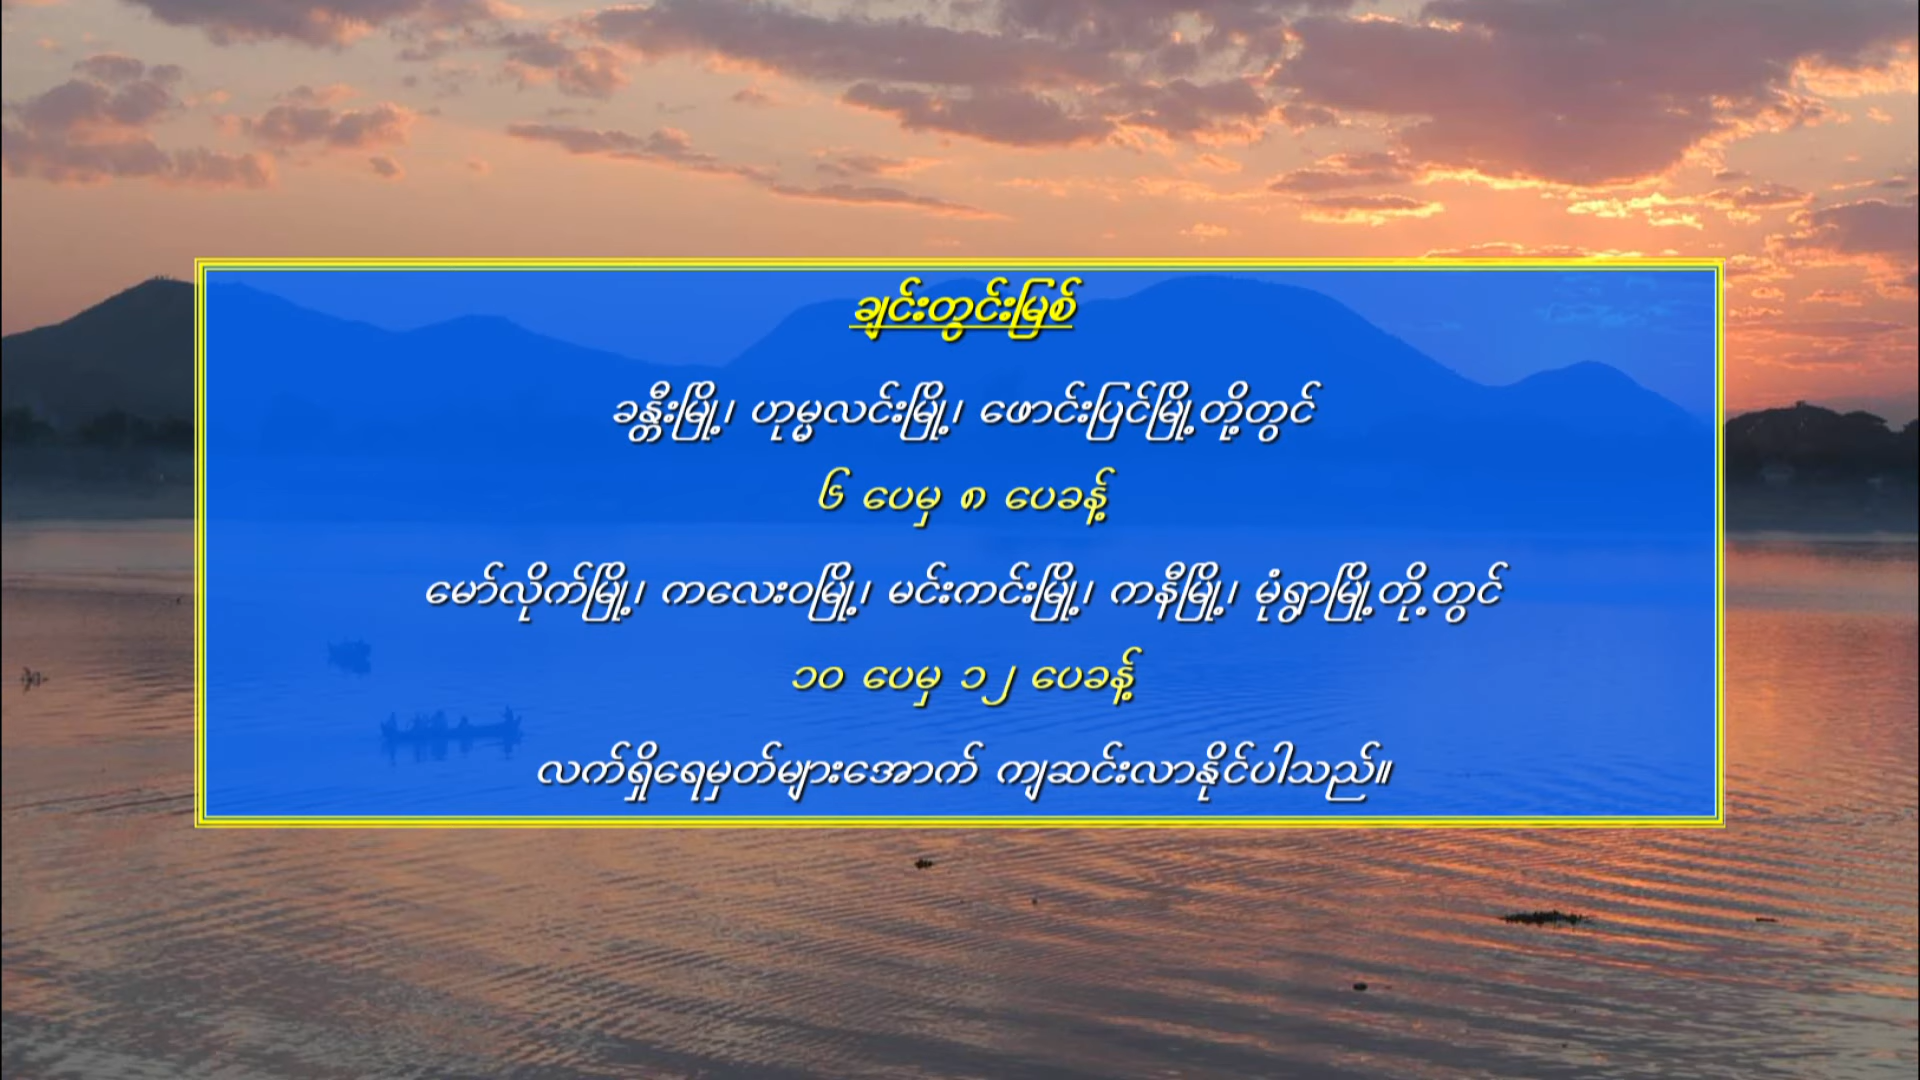 ချင်းတွင်းမြစ်
ခန္တီးမြို့၊ ဟုမ္မလင်းမြို့၊ ဖောင်းပြင်မြို့တို့တွင်
၆ ပေမှ ၈ ပေခန့်
မော်လိုက်မြို့၊ ကလေးဝမြို့၊ မင်းကင်းမြို့၊ ကနီမြို့၊ မုံရွာမြို့တို့တွင်
၁၀ ပေမှ ၁၂ ပေခန့်
လက်ရှိရေမှတ်များအောက် ကျဆင်းလာနိုင်ပါသည်။